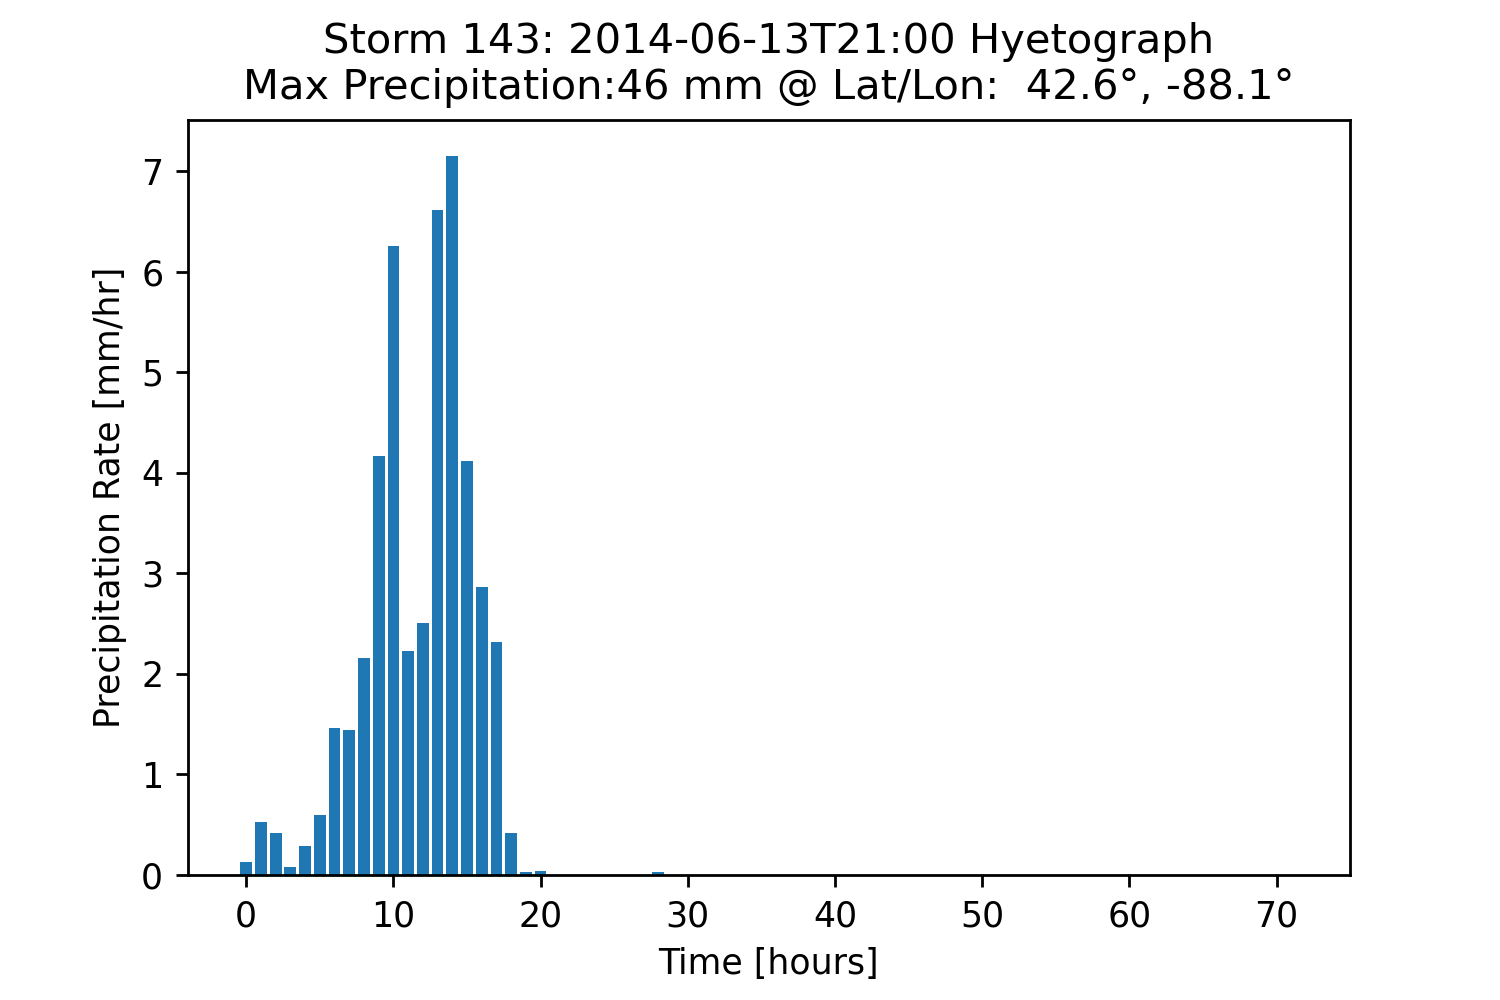 Storm 143: 2014-06-13T21:00 Hyetograph
Max Precipitation:46 mm @ Lat/Lon:  42.6°, -88.1°
Precipitation Rate [mm/hr]
7
6
5
4
3
2
1
0
0 10 20 30 40 50 60 70
Time [hours]